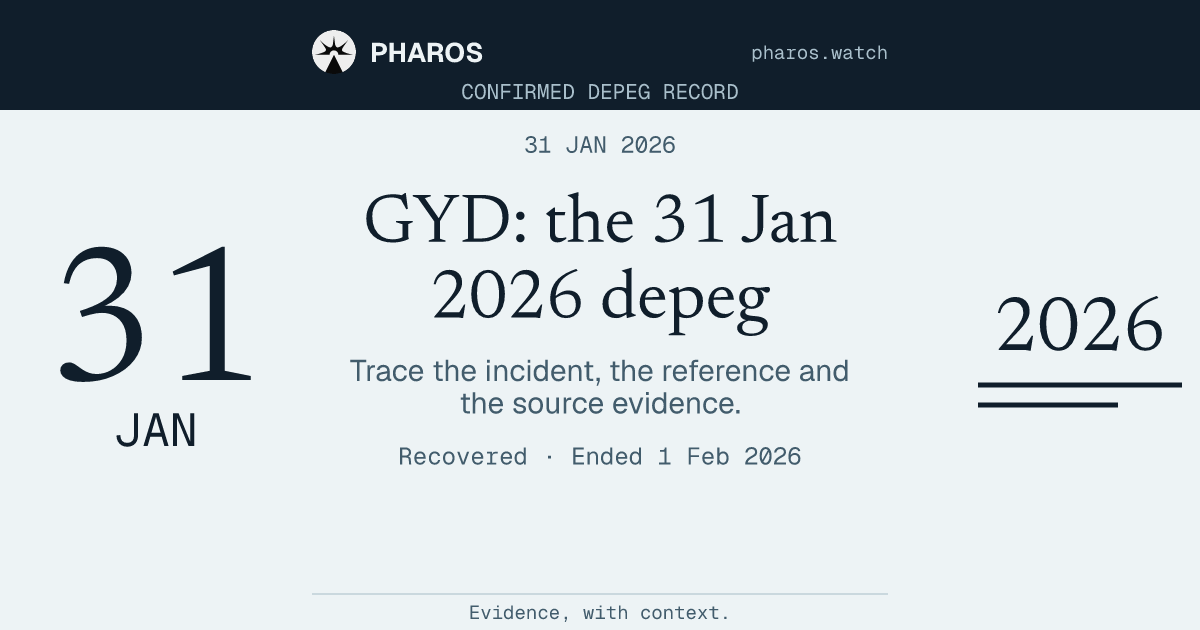 PHAROS
pharos.watch
CONFIRMED DEPEG RECORD
31 JAN 2026
GYD: the 31 Jan
2026 depeg
Trace the incident, the reference and
the source evidence.
Recovered · Ended 1 Feb 2026
31
JAN
2026
Evidence, with context.